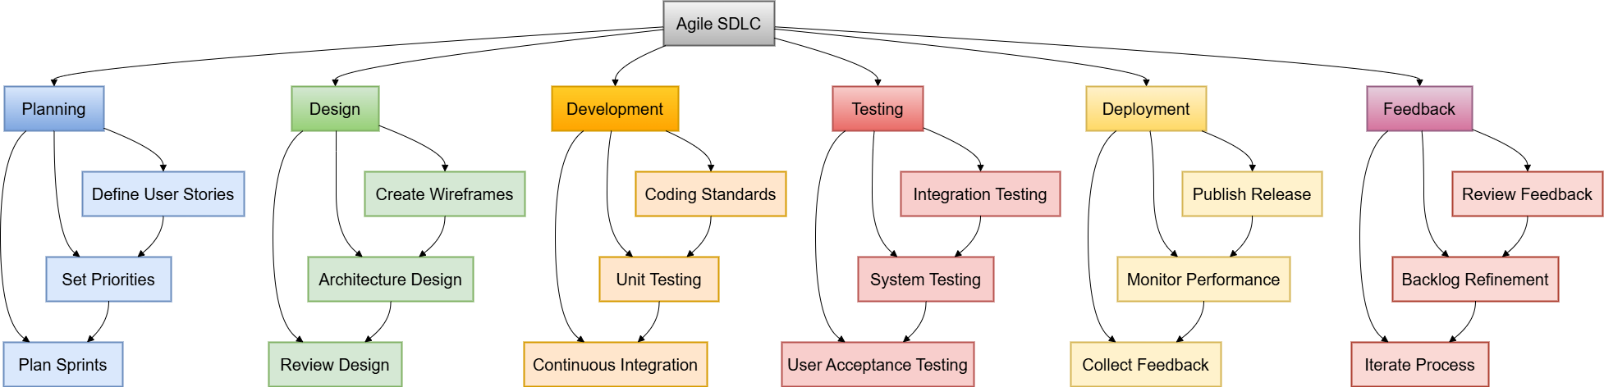 Agile SDLC
Planning
Design
Development
Testing
Deployment
Feedback
Define User Stories
Create Wireframes
Coding Standards
Integration Testing
Publish Release
Review Feedback
Set Priorities
Architecture Design
Unit Testing
System Testing
Monitor Performance
Backlog Refinement
Plan Sprints
Review Design
Continuous Integration
User Acceptance Testing
Collect Feedback
Iterate Process